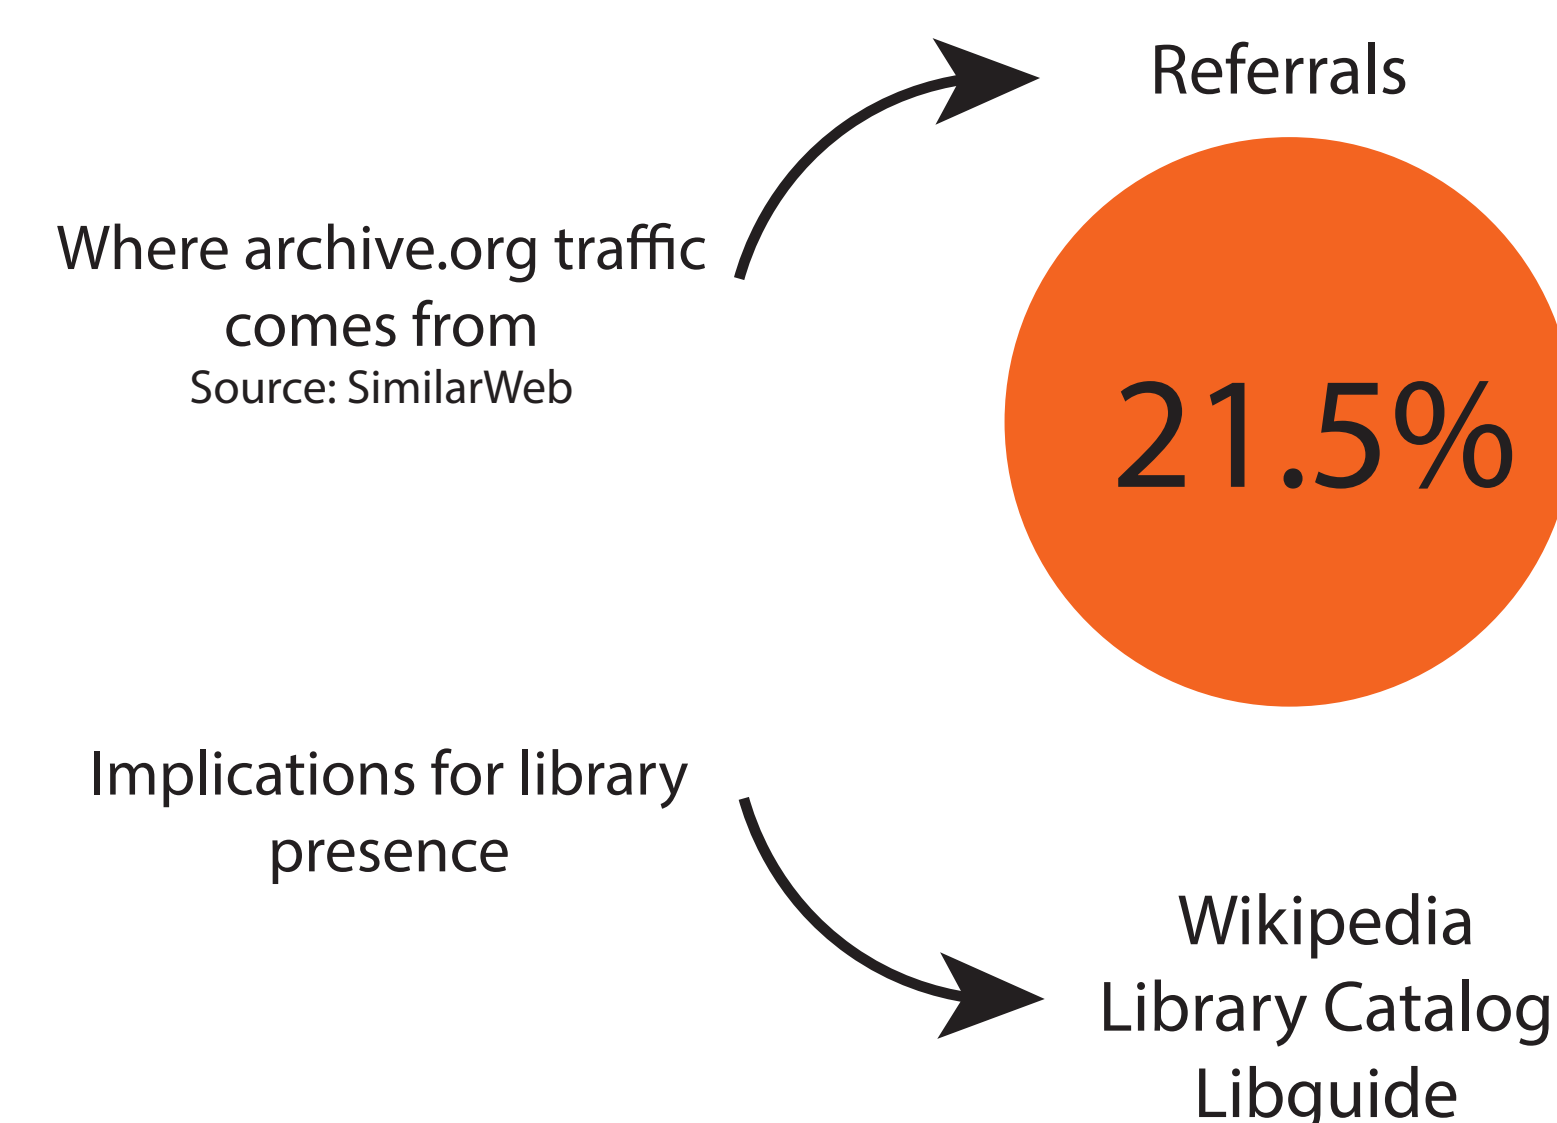 Referrals
Where archive.org traffic
comes from
Source: SimilarWeb
21.5%
Implications for library
presence
Wikipedia
Library Catalog
Libguide